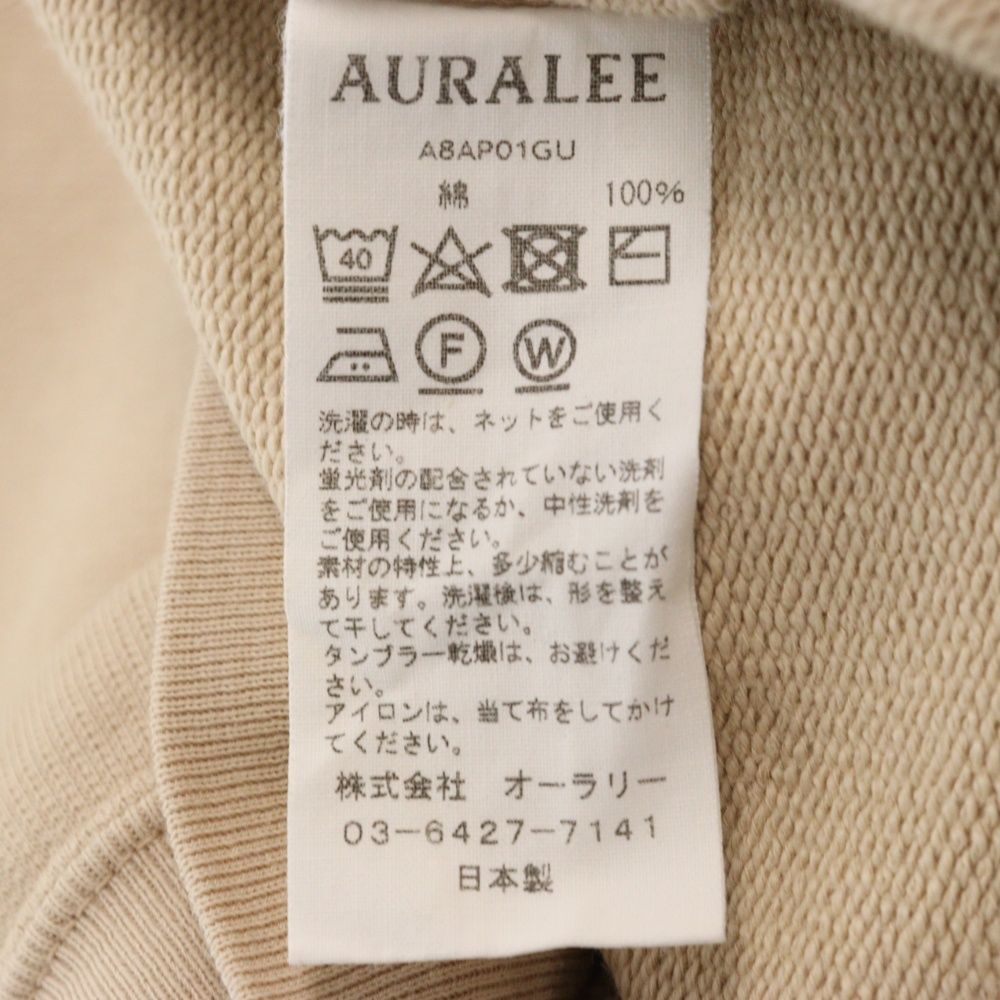 AURALEE
A8AP01GU
綿 100%
40
F W
洗濯の時は、ネットをご使用く
ださい。
蛍光剤の配合されていない洗剤
をご使用になるか、中性洗剤を
ご使用ください。
素材の特性上、多少縮むことが
あります。洗濯後は、形を整え
て干してください。
タンブラー乾燥は、お避けくだ
さい。
アイロンは、当て布をしてかけ
てください。
株式会社 オーラリー
03-6427-7141
日本製